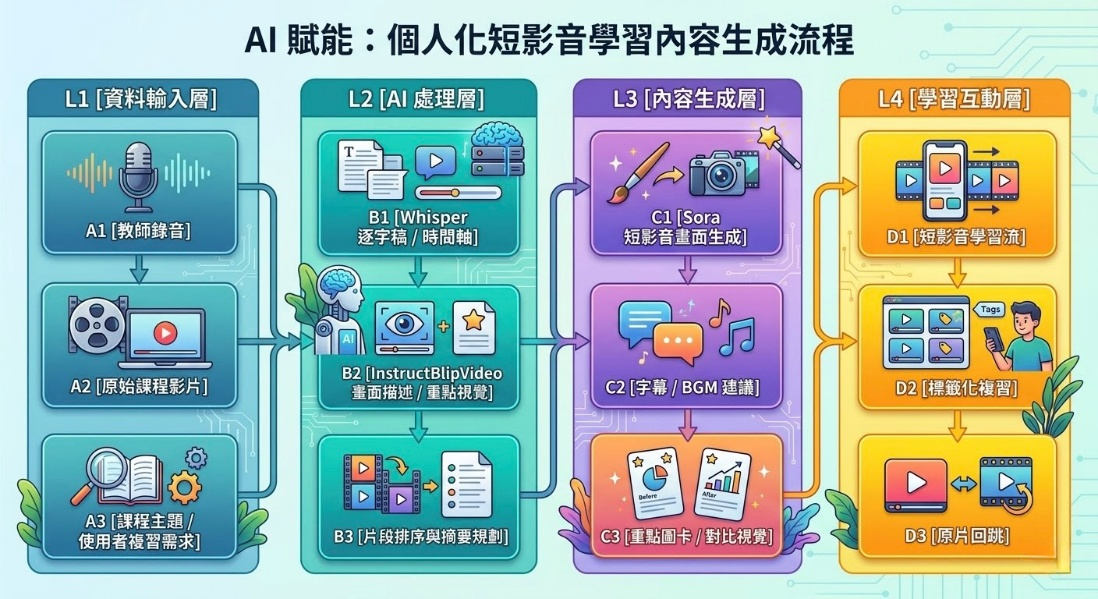 AI 賦能：個人化短影音學習內容生成流程
L1 [資料輸入層]
A1 [教師錄音]
A2 [原始課程影片]
A3 [課程主題 /
使用者複習需求]
L2 [AI 處理層]
T
B1 [Whisper
逐字稿 / 時間軸]
AI
B2 [InstructBlipVideo
畫面描述 / 重點視覺]
B3 [片段排序與摘要規劃]
L3 [內容生成層]
C1 [Sora
短影音畫面生成]
C2 [字幕 / BGM 建議]
Before
After
C3 [重點圖卡 / 對比視覺]
L4 [學習互動層]
D1 [短影音學習流]
Tags
D2 [標籤化複習]
D3 [原片回跳]